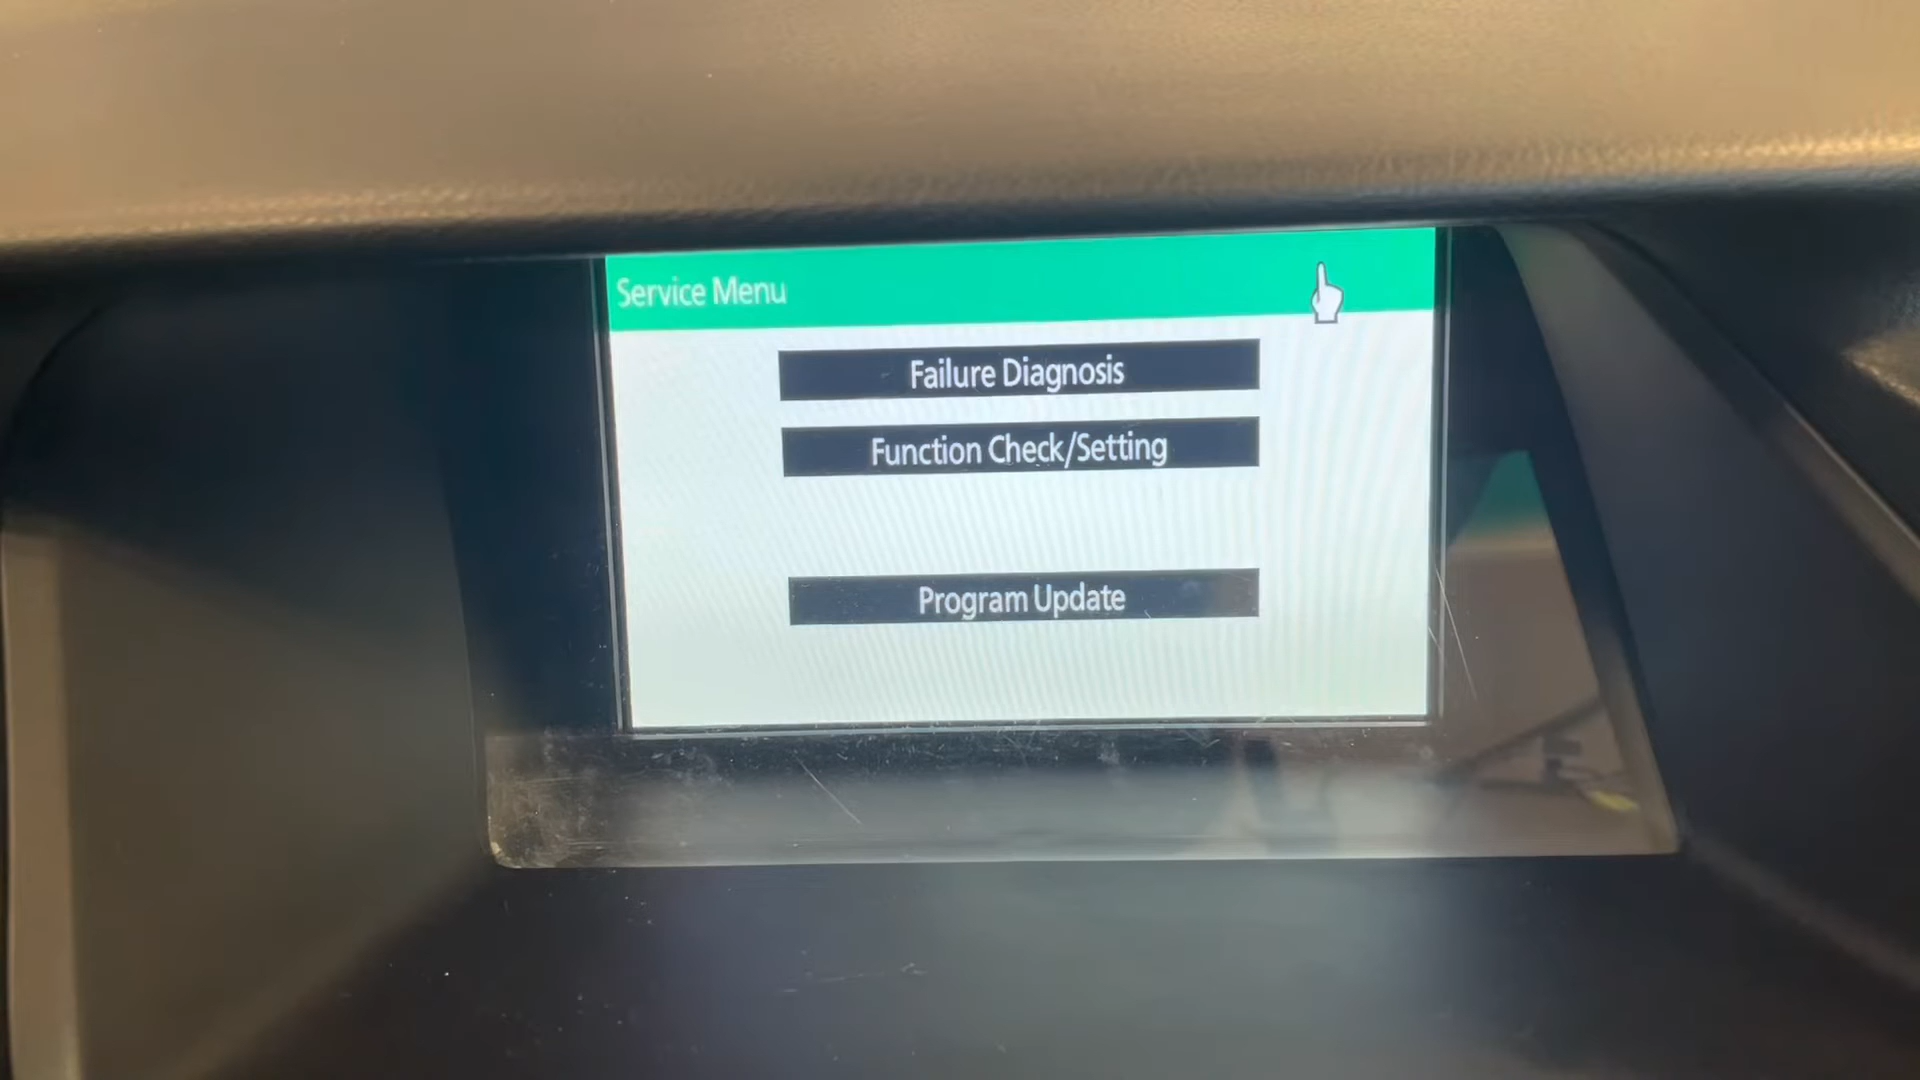 Service Menu
Failure Diagnosis
Function Check/Setting
Program Update